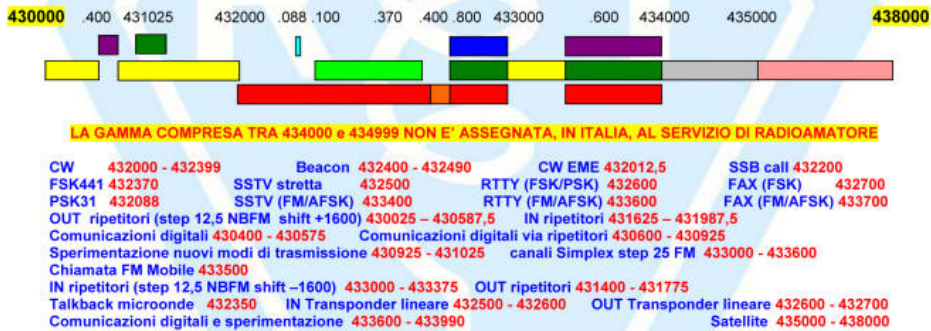 430000 .400 431025 432000 .088 .100 .370 .400 .800 433000 .600 434000 435000 438000
LA GAMMA COMPRESA TRA 434000 e 434999 NON E' ASSEGNATA, IN ITALIA, AL SERVIZIO DI RADIOAMATORE
CW 432000 - 432399 Beacon 432400 - 432490 CW EME 432012,5 SSB call 432200
FSK441 432370 SSTV stretta 432500 RTTY (FSK/PSK) 432600 FAX (FSK) 432700
PSK31 432088 SSTV (FM/AFSK) 433400 RTTY (FM/AFSK) 433600 FAX (FM/AFSK) 433700
OUT ripetitori (step 12,5 NBFM shift +1600) 430025 – 430587,5 IN ripetitori 431625 – 431987,5
Comunicazioni digitali 430400 - 430575 Comunicazioni digitali via ripetitori 430600 - 430925
Sperimentazione nuovi modi di trasmissione 430925 - 431025 canali Simplex step 25 FM 433000 - 433600
Chiamata FM Mobile 433500
IN ripetitori (step 12,5 NBFM shift –1600) 433000 - 433375 OUT ripetitori 431400 - 431775
Talkback microonde 432350 IN Transponder lineare 432500 - 432600 OUT Transponder lineare 432600 - 432700
Comunicazioni digitali e sperimentazione 433600 - 433990 Satellite 435000 - 438000